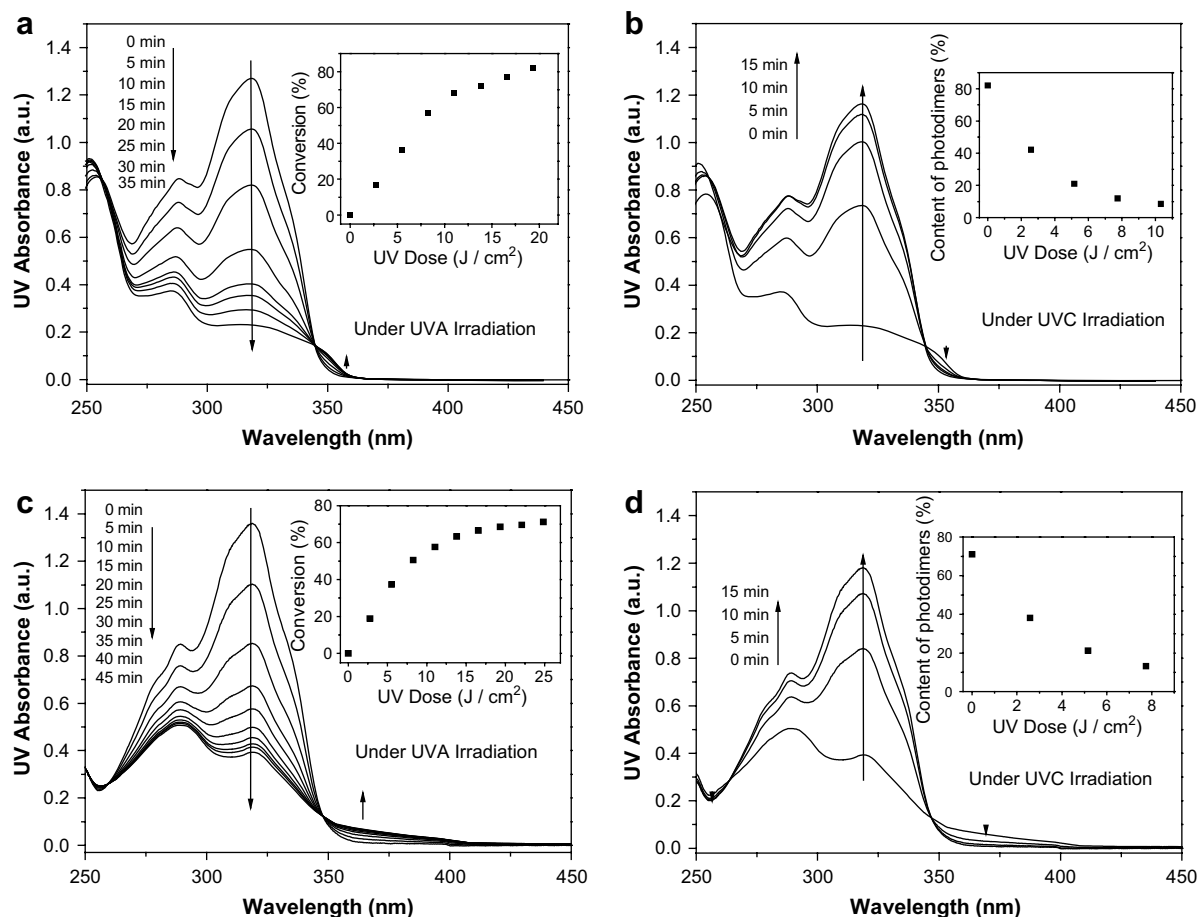 a
UV Absorbance (a.u.)
1.4
1.2
1.0
0.8
0.6
0.4
0.2
0.0
250
300
350
400
450
Wavelength (nm)
0 min
5 min
10 min
15 min
20 min
25 min
30 min
35 min
Conversion (%)
80
60
40
20
0
0
5
10
15
20
UV Dose (J / cm²)
Under UVA Irradiation
b
UV Absorbance (a.u.)
1.4
1.2
1.0
0.8
0.6
0.4
0.2
0.0
250
300
350
400
450
Wavelength (nm)
15 min
10 min
5 min
0 min
Content of photodimers (%)
80
60
40
20
0
0
2
4
6
8
10
UV Dose (J / cm²)
Under UVC Irradiation
c
UV Absorbance (a.u.)
1.4
1.2
1.0
0.8
0.6
0.4
0.2
0.0
250
300
350
400
450
Wavelength (nm)
0 min
5 min
10 min
15 min
20 min
25 min
30 min
35 min
40 min
45 min
Conversion (%)
80
60
40
20
0
0
5
10
15
20
25
UV Dose (J / cm²)
Under UVA Irradiation
d
UV Absorbance (a.u.)
1.4
1.2
1.0
0.8
0.6
0.4
0.2
0.0
250
300
350
400
450
Wavelength (nm)
15 min
10 min
5 min
0 min
Content of photodimers (%)
80
60
40
20
0
0
2
4
6
8
UV Dose (J / cm²)
Under UVC Irradiation